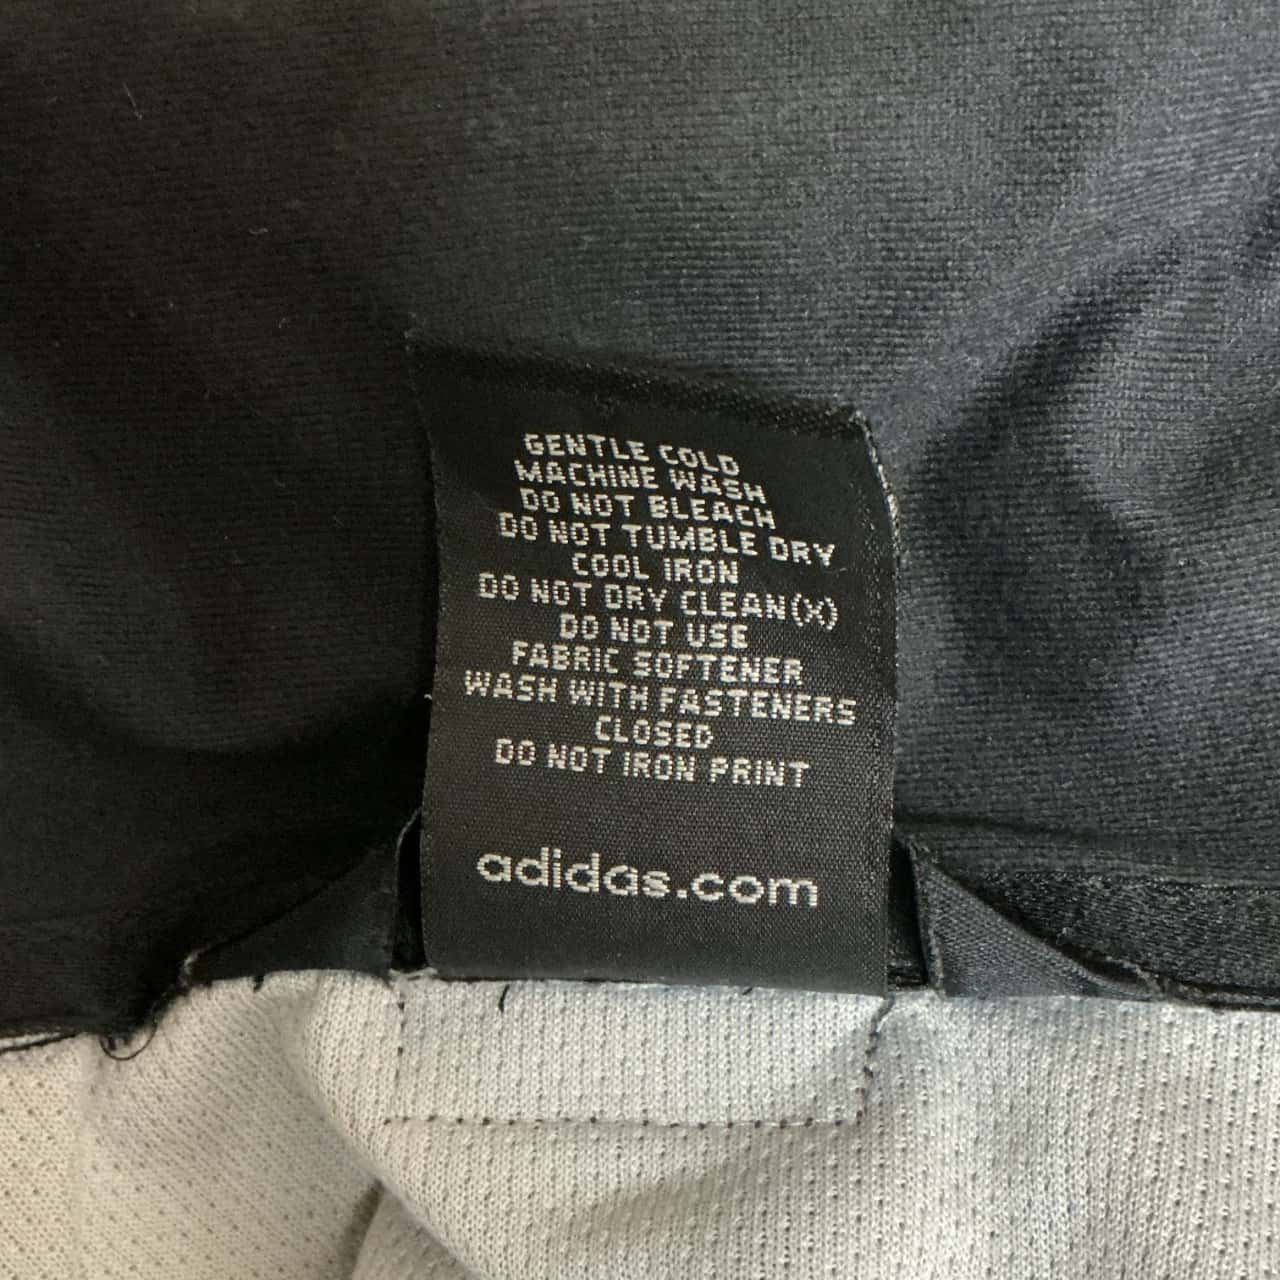 GENTLE COLD
MACHINE WASH
DO NOT BLEACH
DO NOT TUMBLE DRY
COOL IRON
DO NOT DRY CLEAN(X)
DO NOT USE
FABRIC SOFTENER
WASH WITH FASTENERS
CLOSED
DO NOT IRON PRINT
adidas.com